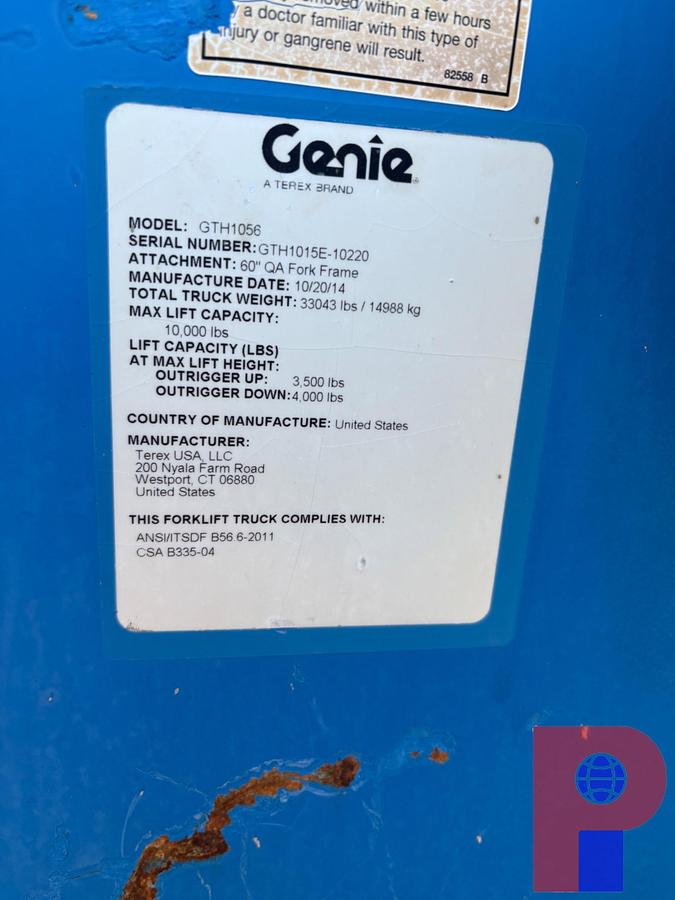 removed within a few hours
y a doctor familiar with this type of
injury or gangrene will result.
82558 B
Genie
A TEREX BRAND
MODEL: GTH1056
SERIAL NUMBER: GTH1015E-10220
ATTACHMENT: 60" QA Fork Frame
MANUFACTURE DATE: 10/20/14
TOTAL TRUCK WEIGHT: 33043 lbs / 14988 kg
MAX LIFT CAPACITY:
10,000 lbs
LIFT CAPACITY (LBS)
AT MAX LIFT HEIGHT:
OUTRIGGER UP: 3,500 lbs
OUTRIGGER DOWN: 4,000 lbs
COUNTRY OF MANUFACTURE: United States
MANUFACTURER:
Terex USA, LLC
200 Nyala Farm Road
Westport, CT 06880
United States
THIS FORKLIFT TRUCK COMPLIES WITH:
ANSI/ITSDF B56.6-2011
CSA B335-04